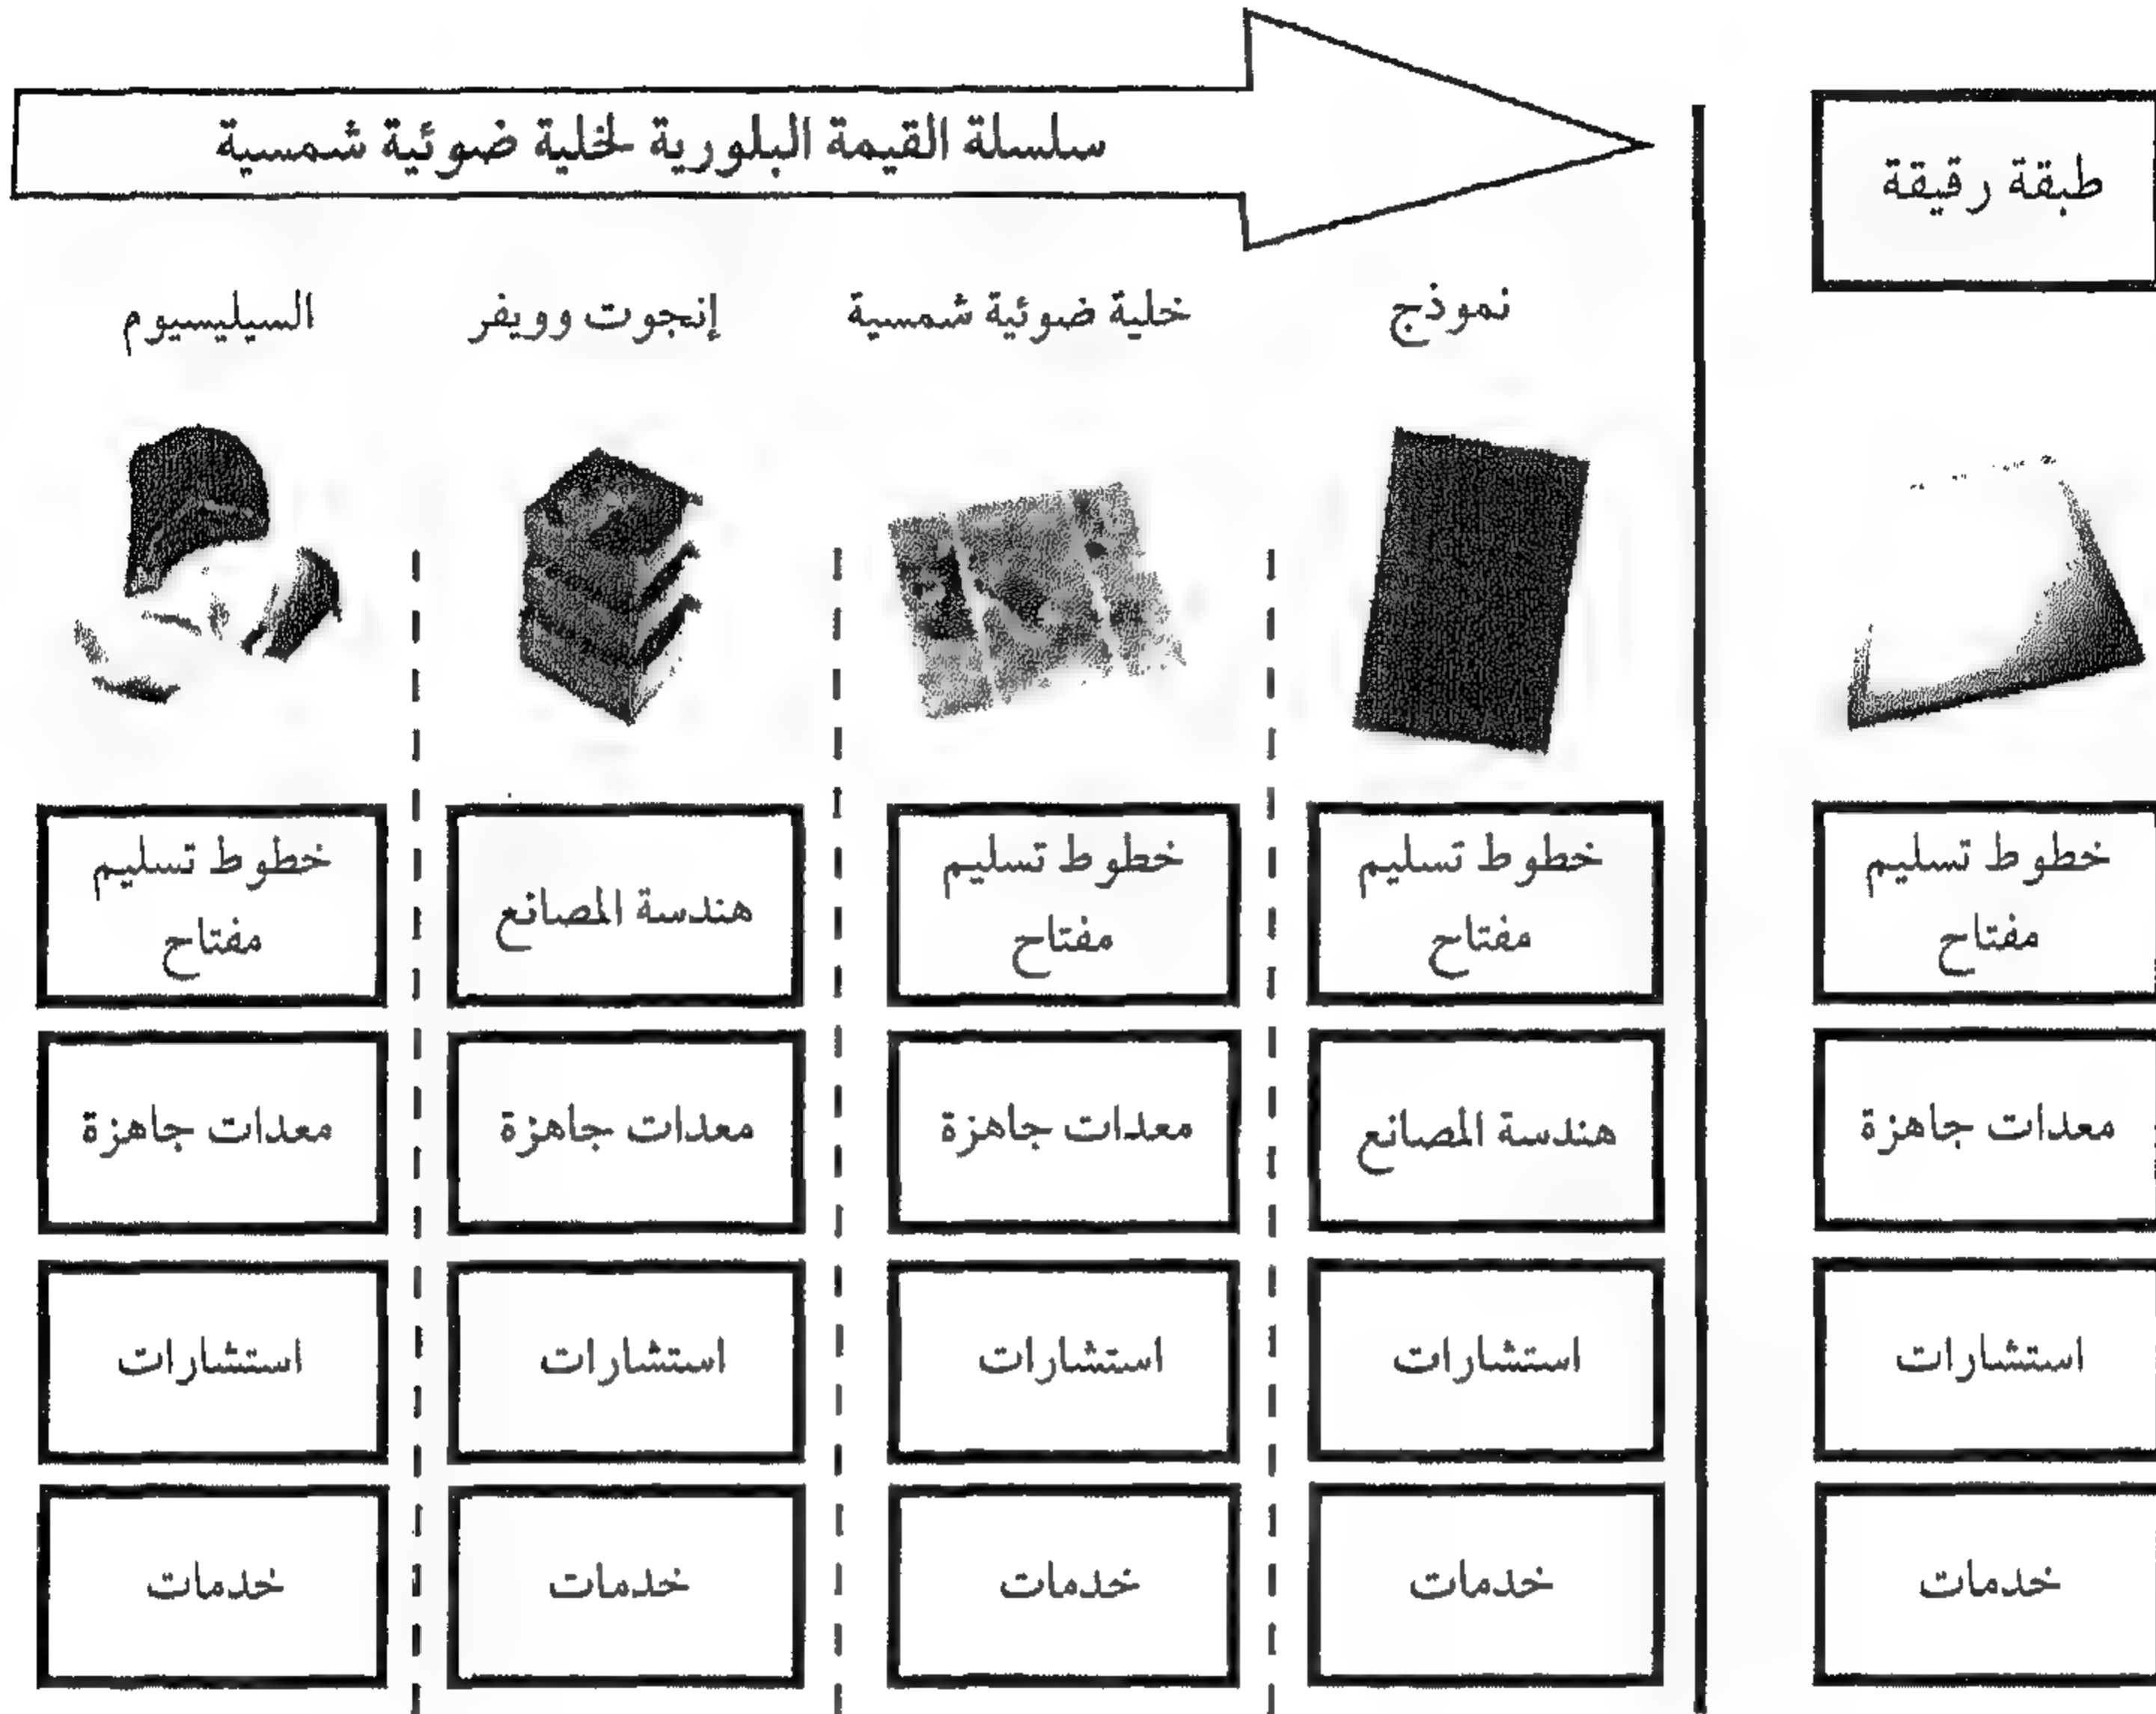 سلسلة القيمة البلورية لخلية ضوئية شمسية
طبقة رقيقة
السيليسيوم
إنجوت وويفر
خلية ضوئية شمسية
نموذج
خطوط تسليم
مفتاح
هندسة المصانع
خطوط تسليم
مفتاح
خطوط تسليم
مفتاح
خطوط تسليم
مفتاح
معدات جاهزة
معدات جاهزة
معدات جاهزة
هندسة المصانع
معدات جاهزة
استشارات
استشارات
استشارات
استشارات
استشارات
خدمات
خدمات
خدمات
خدمات
خدمات